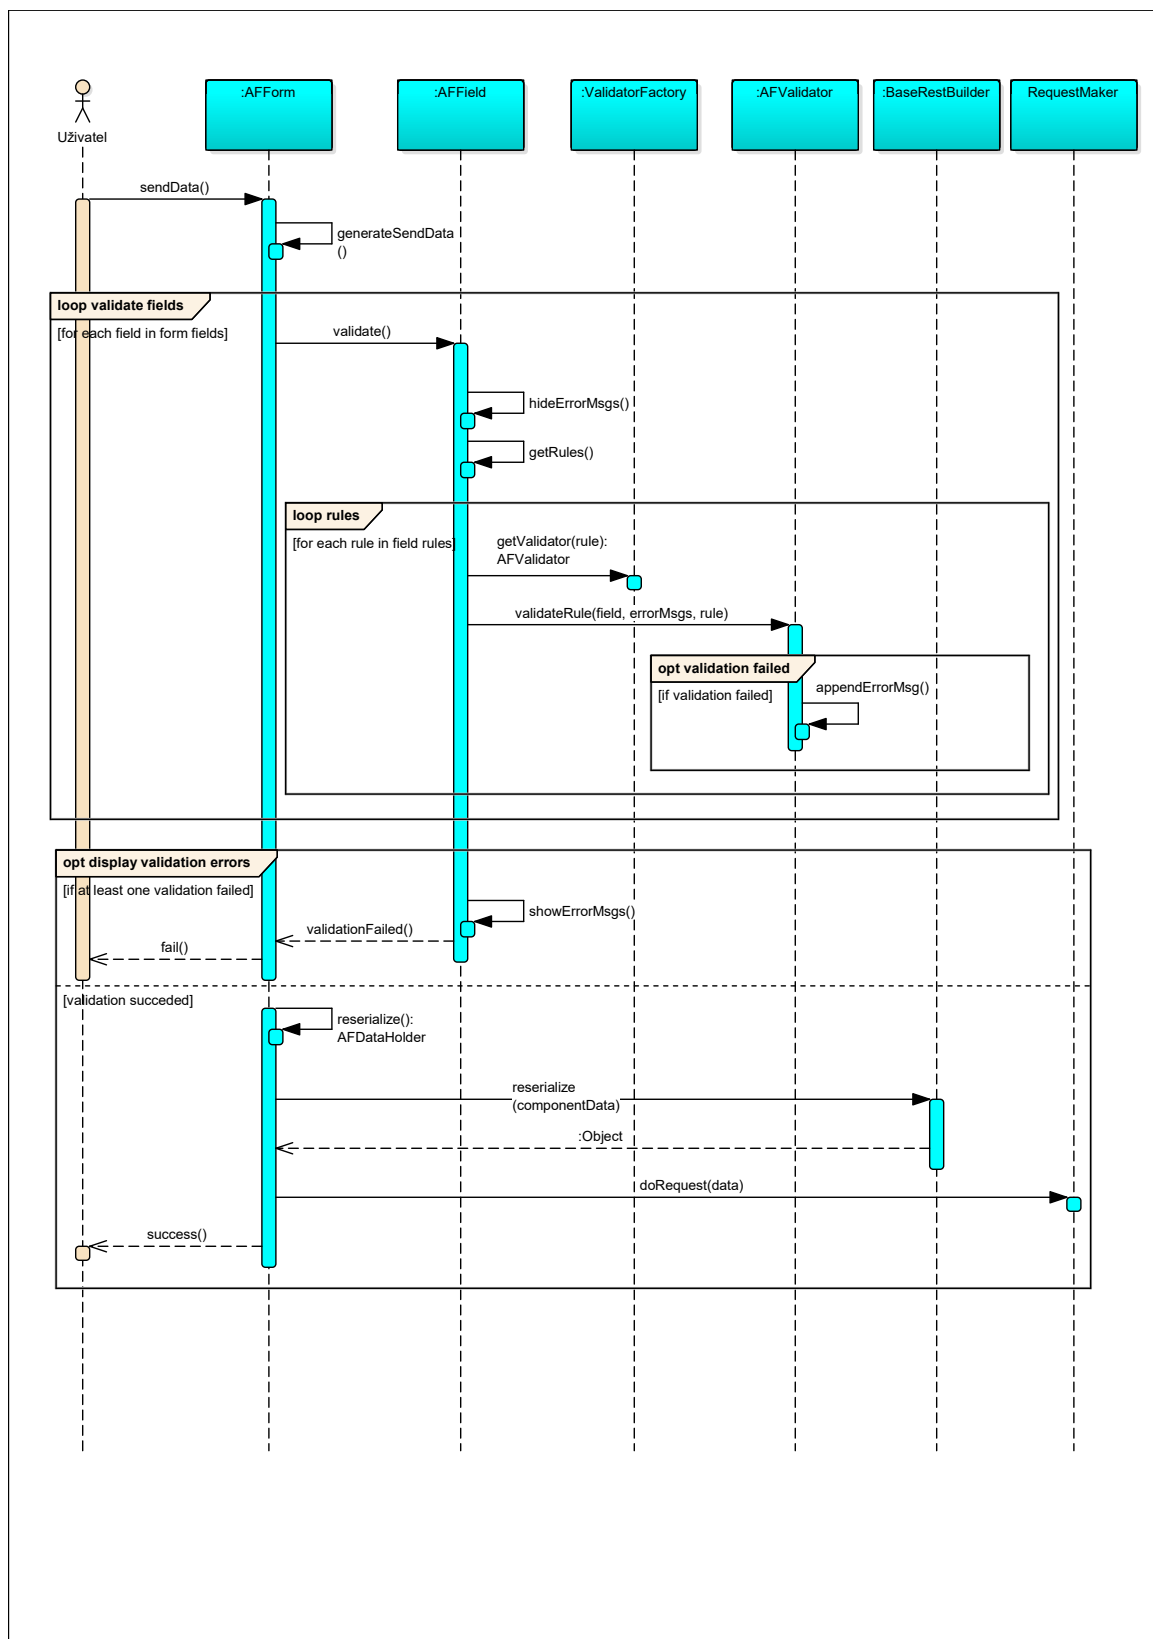 :AFForm
:AFField
:ValidatorFactory
:AFValidator
:BaseRestBuilder
RequestMaker
Uživatel
sendData()
generateSendData
()
loop validate fields
[for each field in form fields]
validate()
hideErrorMsgs()
getRules()
loop rules
[for each rule in field rules]
getValidator(rule):
AFValidator
validateRule(field, errorMsgs, rule)
opt validation failed
[if validation failed]
appendErrorMsg()
opt display validation errors
[if at least one validation failed]
showErrorMsgs()
validationFailed()
fail()
[validation succeded]
reserialize():
AFDataHolder
reserialize
(componentData)
:Object
doRequest(data)
success()